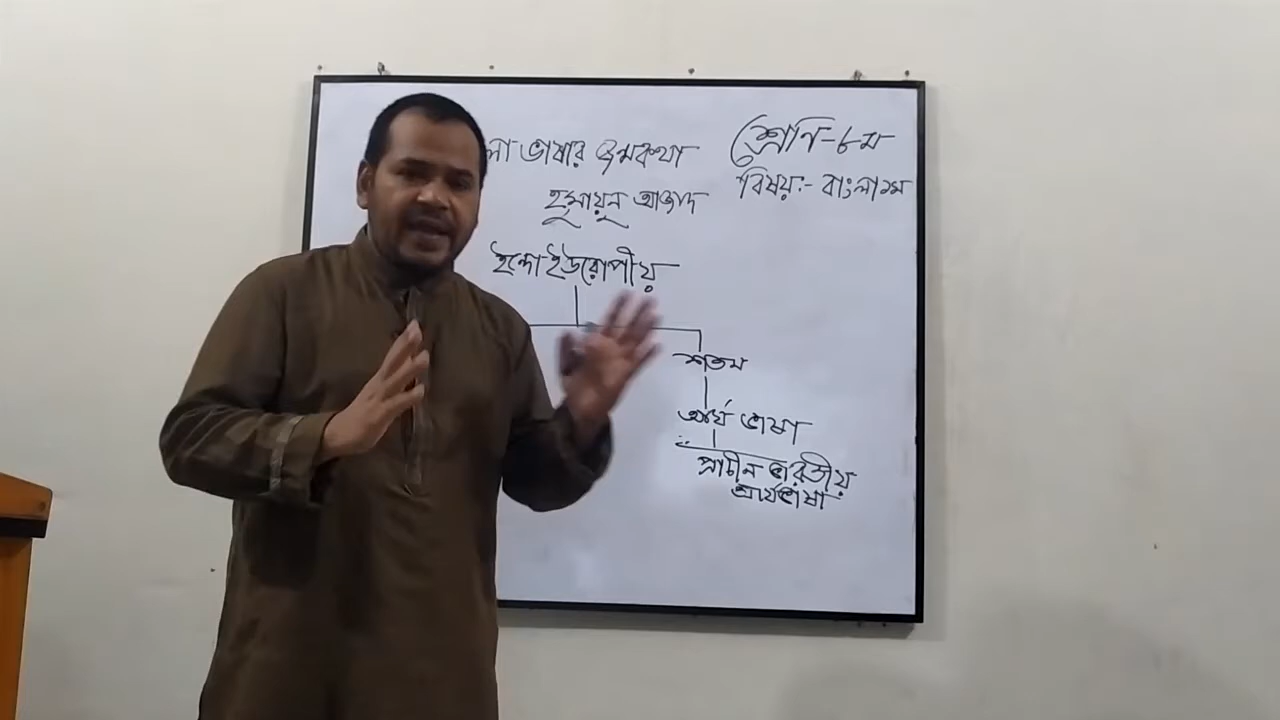 লা ভাষার জন্মকথা
হুমায়ুন আজাদ
শ্রেণি-৮ম
বিষয়:- বাংলা ১ম
ইন্দো ইউরোপীয়
শতম
আর্য ভাষা
প্রাচীন ভারতীয়
আর্যভাষা